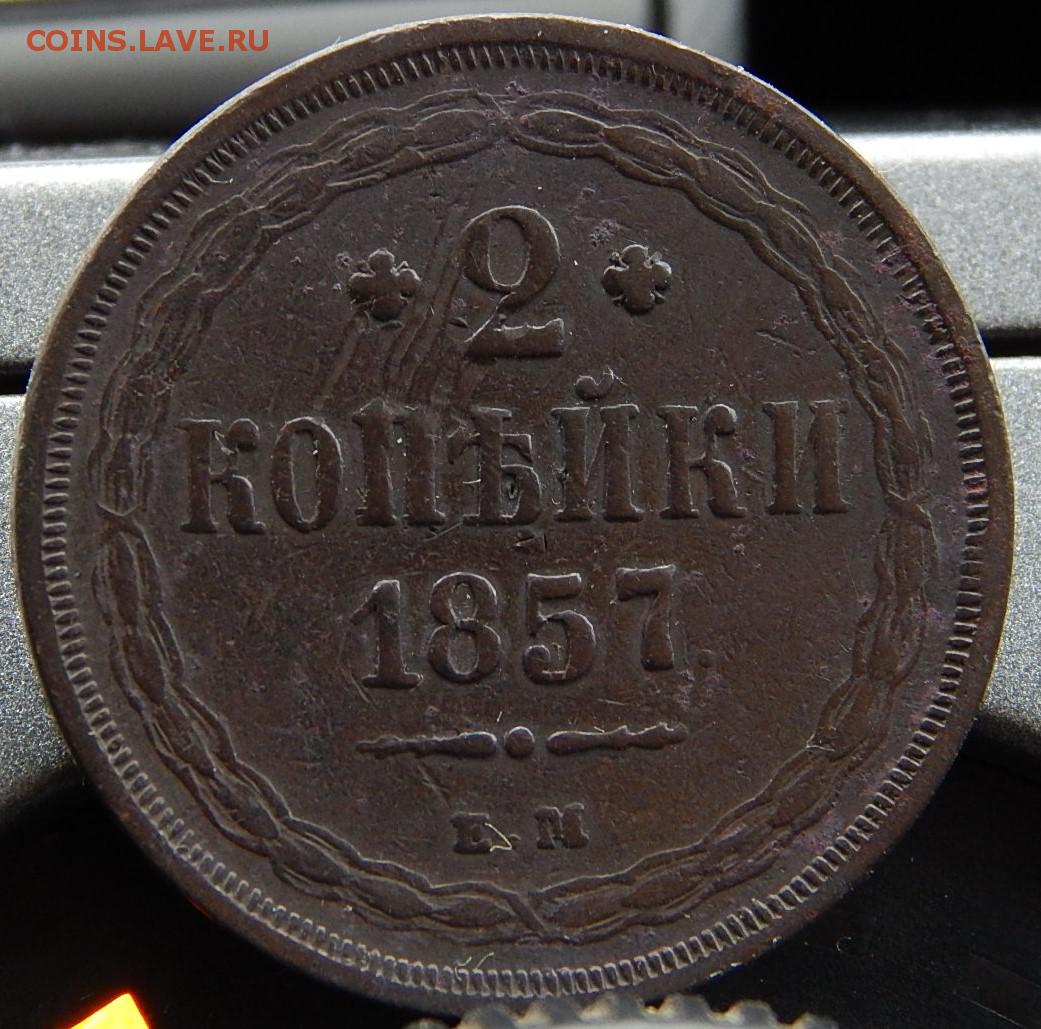 COINS.LAVE.RU
2
КОПѢЙКИ
1857.
Е.М